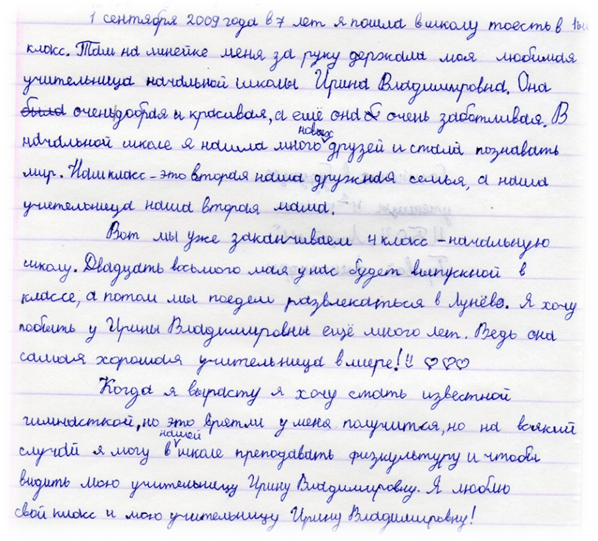 1 сентября 2009 года в 7 лет я пошла в школу тоесть в 1ый
класс. Там на линейке меня за руку держала моя любимая
учительница начальной школы Ирина Владимировна. Она
была очень добрая и красивая, а ещё она очень заботливая. В
начальной школе я нашла много новых друзей и стала познавать
мир. Наш класс - это вторая наша дружная семья, а наша
учительница наша вторая мама.
Вот мы уже заканчиваем 4 класс - начальную
школу. Двадцать восьмого мая у нас будет выпускной в
классе, а потом мы поедем развлекаться в Лунёво. Я хочу
побыть у Ирины Владимировны ещё много лет. Ведь она
самая хорошая учительница в мире!!! ♡♡♡
Когда я вырасту я хочу стать известной
гимнасткой, но это врятли у меня получится, но на всякий
случай я могу в нашей школе преподавать физкультуру и чтобы
видить мою учительницу Ирину Владимировну. Я люблю
свой класс и мою учительницу Ирину Владимировну!